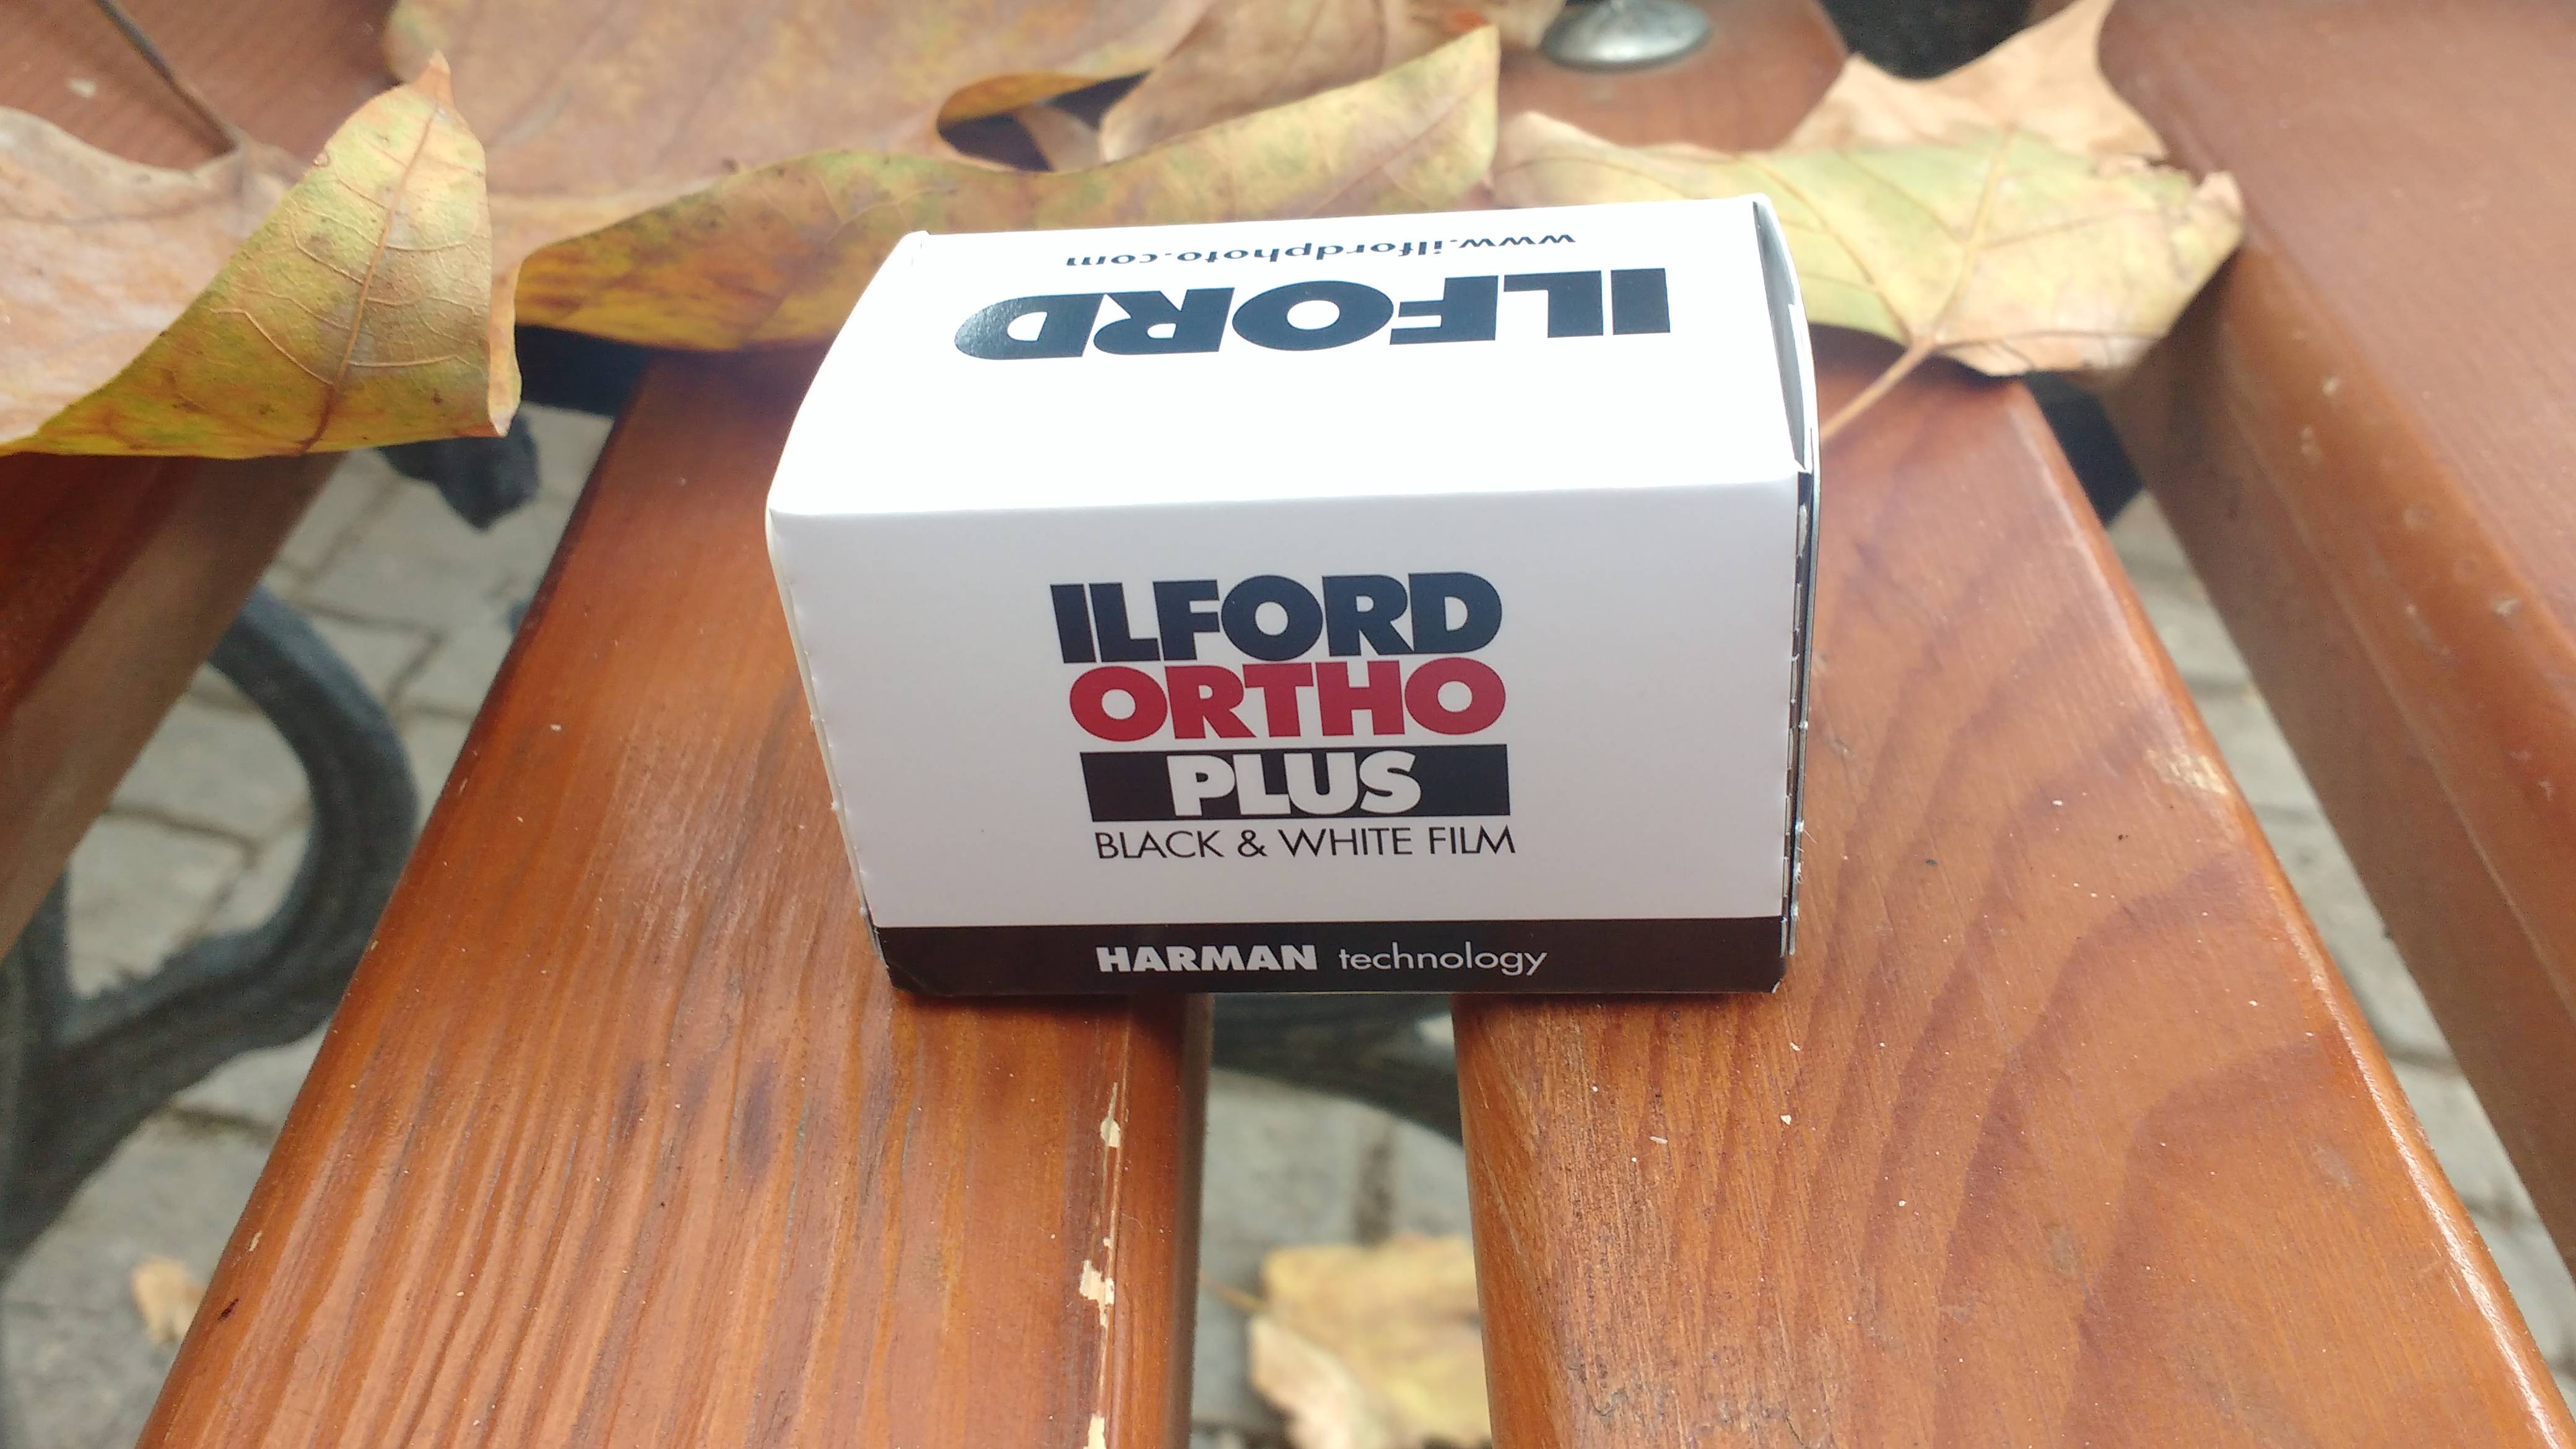 www.ilfordphoto.com
ILFORD
ILFORD
ORTHO
PLUS
BLACK & WHITE FILM
HARMAN technology